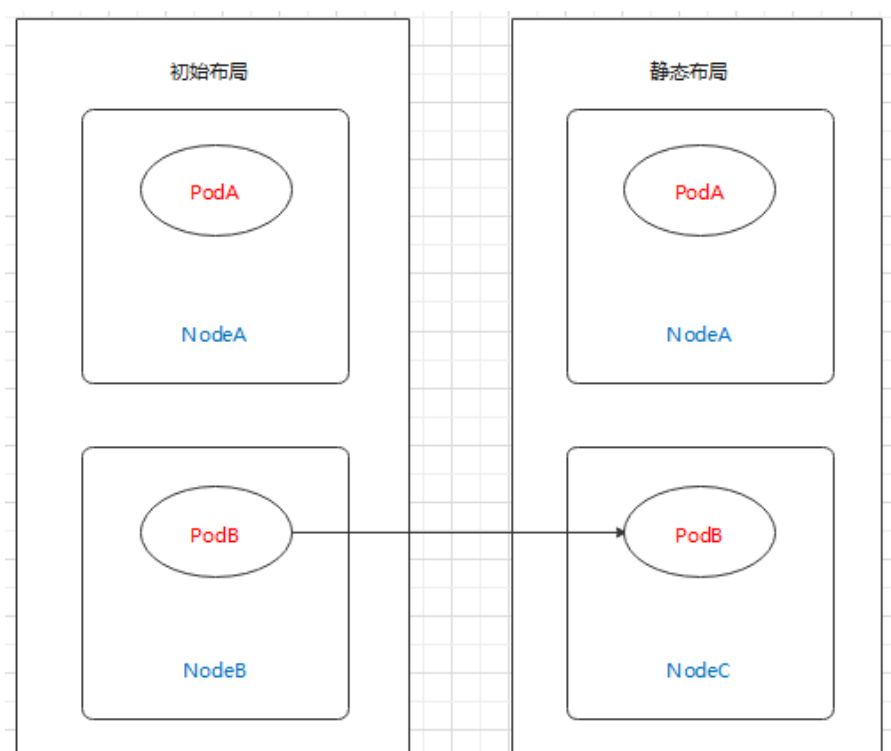 初始布局
PodA
NodeA
PodB
NodeB
静态布局
PodA
NodeA
PodB
NodeC